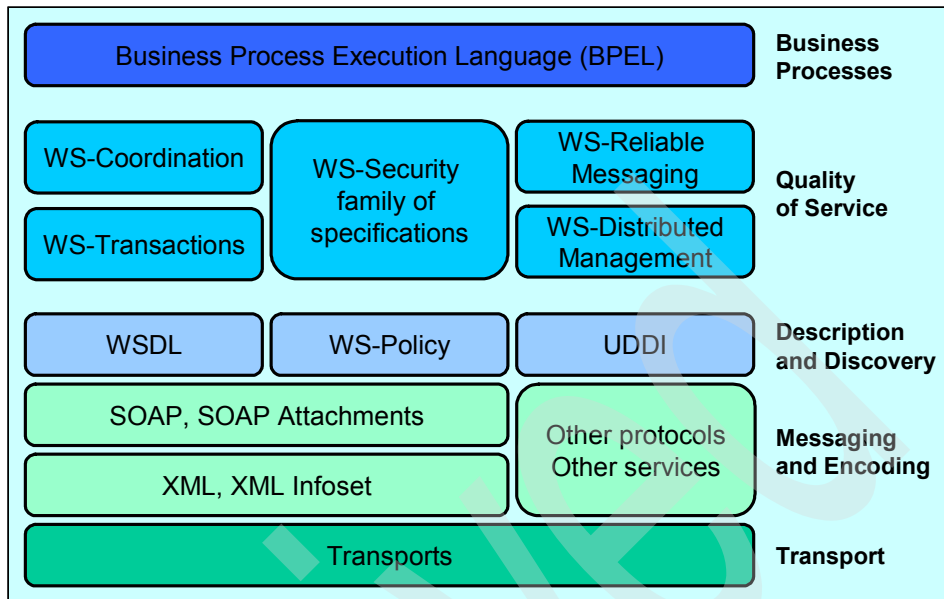 Business Process Execution Language (BPEL)
Business
Processes
WS-Coordination
WS-Transactions
WS-Security
family of
specifications
WS-Reliable
Messaging
WS-Distributed
Management
Quality
of Service
WSDL
WS-Policy
UDDI
Description
and Discovery
SOAP, SOAP Attachments
XML, XML Infoset
Other protocols
Other services
Messaging
and Encoding
Transports
Transport